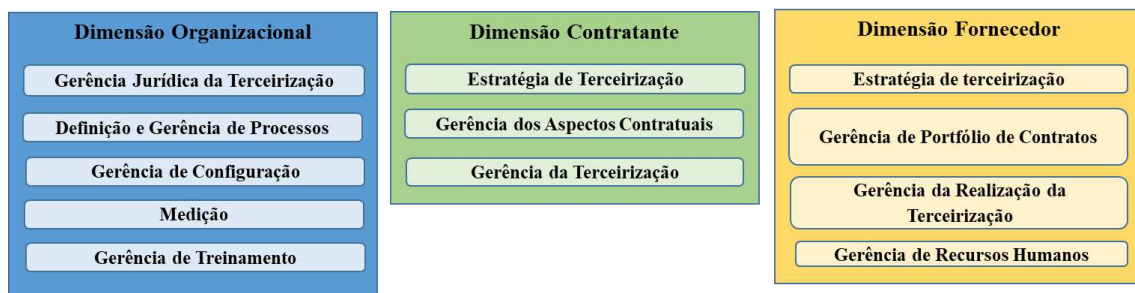 Dimensão Organizacional
Gerência Jurídica da Terceirização
Definição e Gerência de Processos
Gerência de Configuração
Medição
Gerência de Treinamento
Dimensão Contratante
Estratégia de Terceirização
Gerência dos Aspectos Contratuais
Gerência da Terceirização
Dimensão Fornecedor
Estratégia de terceirização
Gerência de Portfólio de Contratos
Gerência da Realização da
Terceirização
Gerência de Recursos Humanos